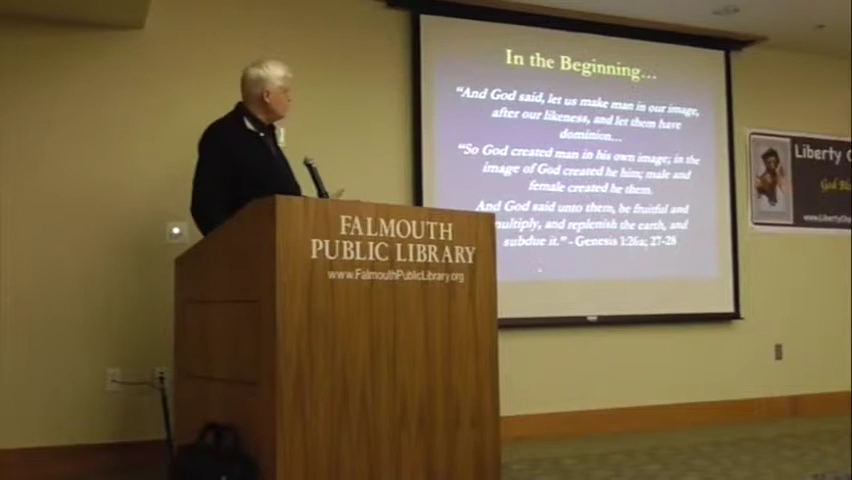 In the Beginning…
“And God said, let us make man in our image,
after our likeness, and let them have
dominion…
“So God created man in his own image; in the
image of God created he him; male and
female created he them.
And God said unto them, be fruitful and
multiply, and replenish the earth, and
subdue it.” - Genesis 1:26a; 27-28
Liberty
God
www.Liberty
FALMOUTH
PUBLIC LIBRARY
www.FalmouthPublicLibrary.org